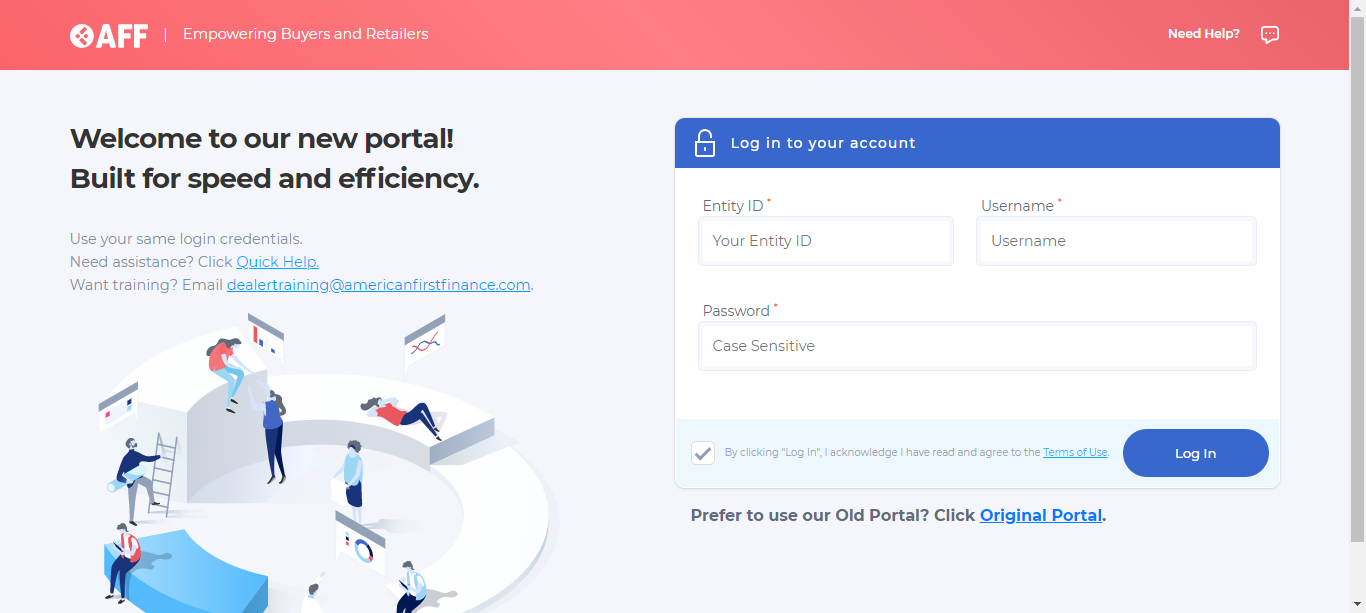 AFF | Empowering Buyers and Retailers
Need Help?
Welcome to our new portal!
Built for speed and efficiency.
Use your same login credentials.
Need assistance? Click Quick Help.
Want training? Email dealertraining@americanfirstfinance.com.
Log in to your account
Entity ID *
Username *
Your Entity ID
Username
Password *
Case Sensitive
By clicking "Log In", I acknowledge I have read and agree to the Terms of Use.
Log In
Prefer to use our Old Portal? Click Original Portal.